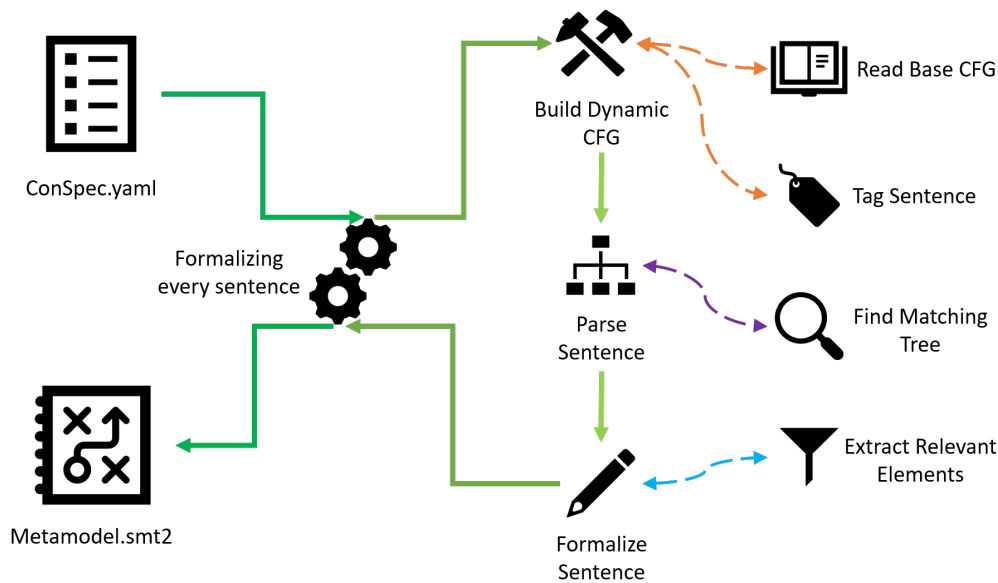 ConSpec.yaml
Formalizing
every sentence
Metamodel.smt2
Build Dynamic
CFG
Read Base CFG
Tag Sentence
Parse
Sentence
Find Matching
Tree
Formalize
Sentence
Extract Relevant
Elements